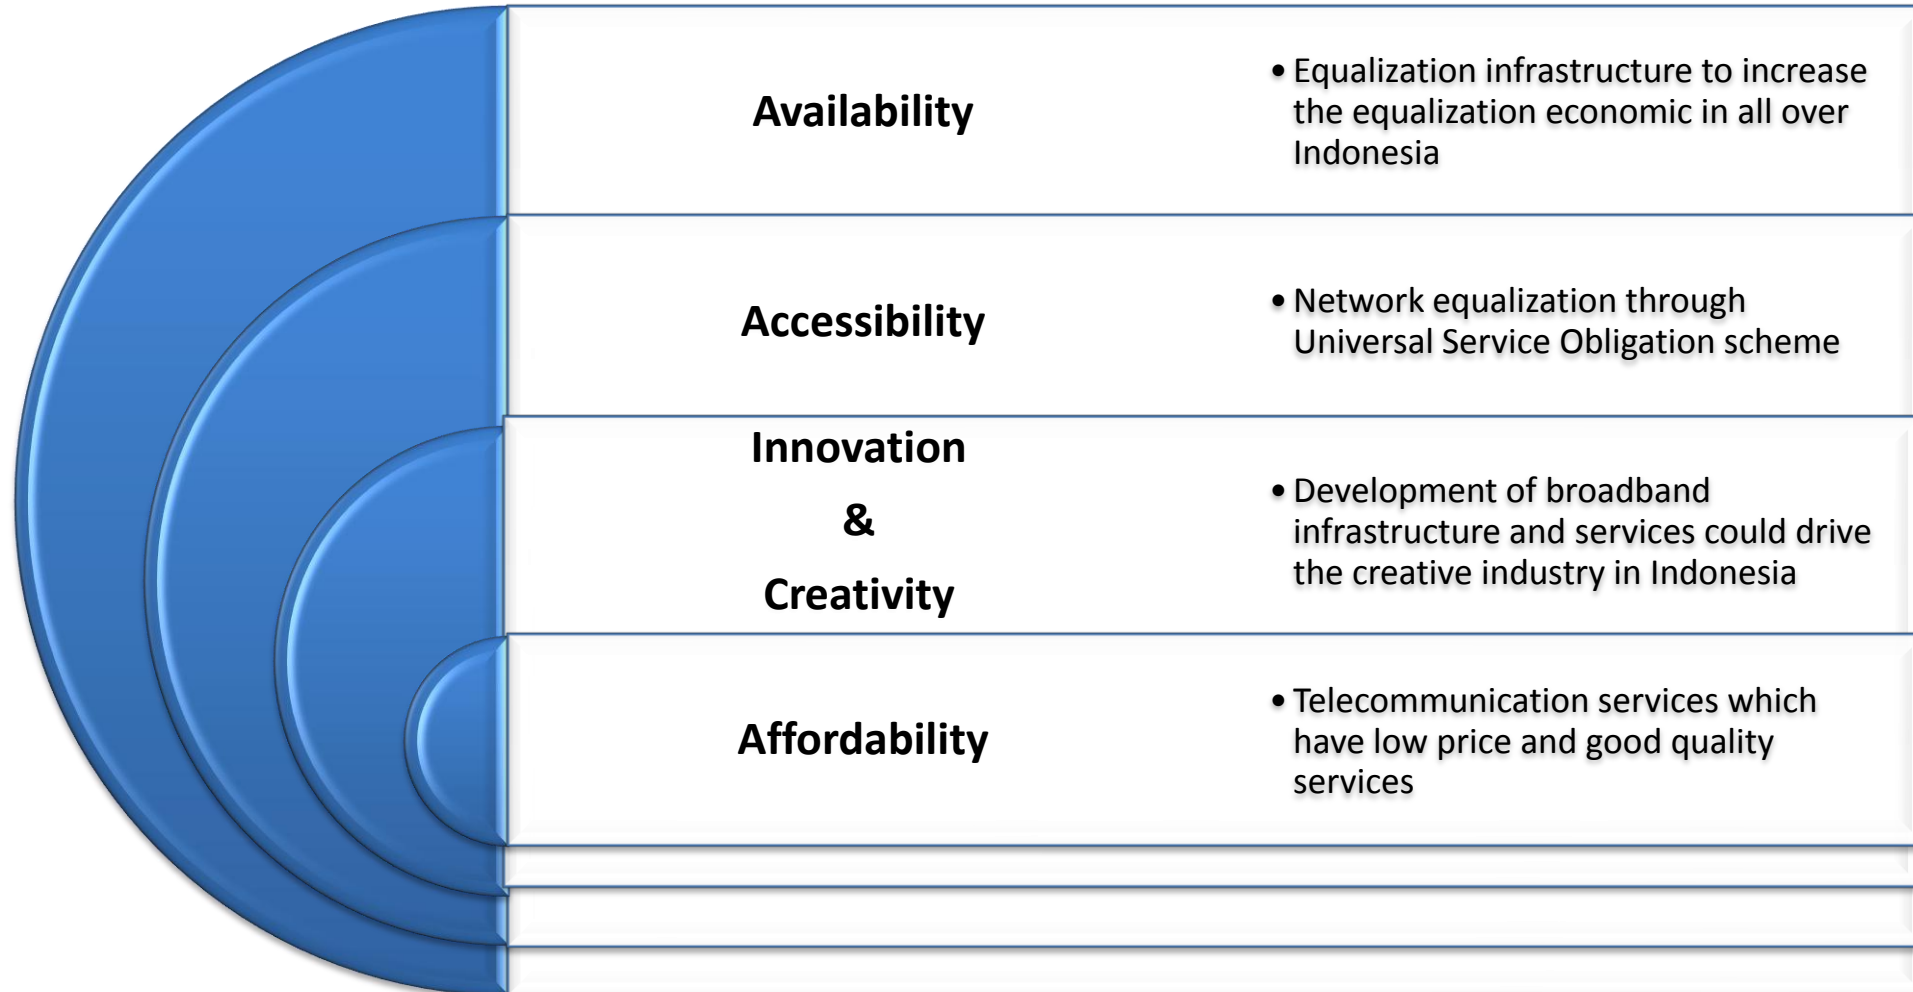 Availability
• Equalization infrastructure to increase
the equalization economic in all over
Indonesia
Accessibility
• Network equalization through
Universal Service Obligation scheme
Innovation
&
Creativity
• Development of broadband
infrastructure and services could drive
the creative industry in Indonesia
Affordability
• Telecommunication services which
have low price and good quality
services